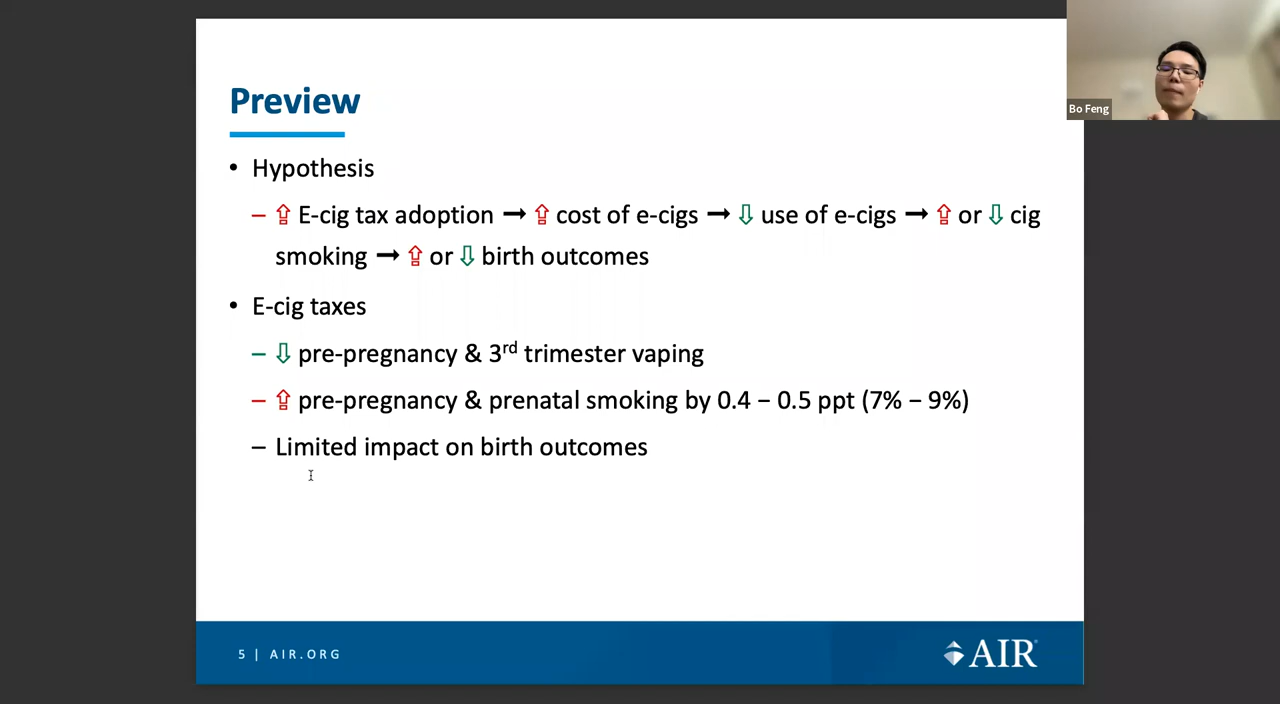 Preview
• Hypothesis
– ⇧ E-cig tax adoption → ⇧ cost of e-cigs → ⇩ use of e-cigs → ⇧ or ⇩ cig
smoking → ⇧ or ⇩ birth outcomes
• E-cig taxes
– ⇩ pre-pregnancy & 3rd trimester vaping
– ⇧ pre-pregnancy & prenatal smoking by 0.4 – 0.5 ppt (7% – 9%)
– Limited impact on birth outcomes
5 | AIR.ORG
AIR
Bo Feng